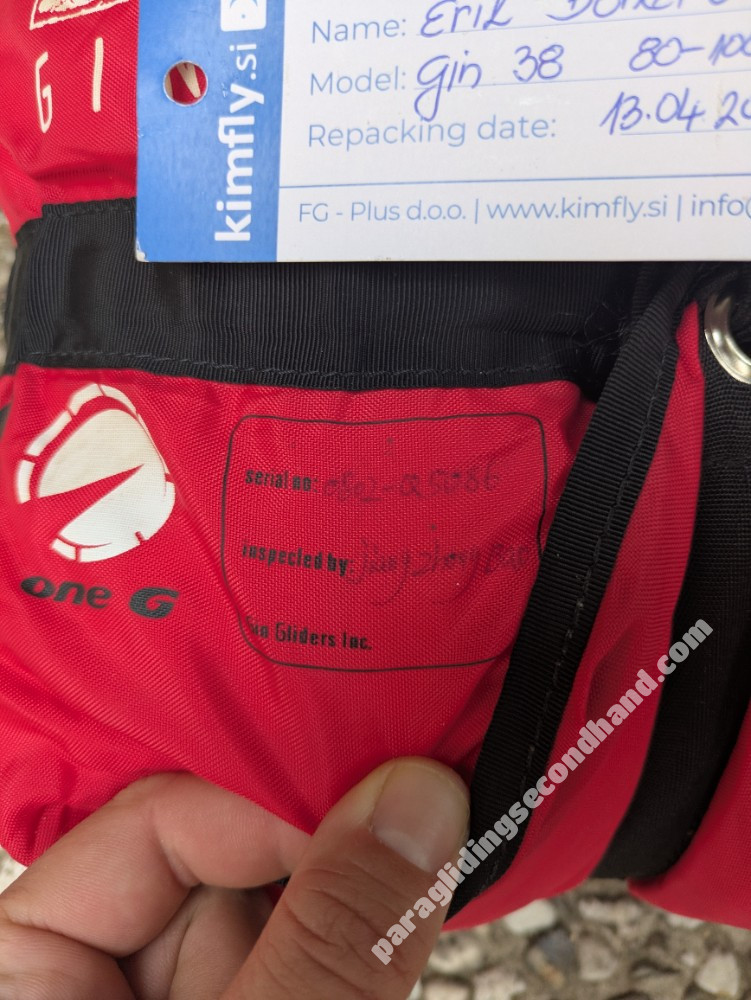 G I
kimfly.si
Name: Erik
Model: Gin 38 80-100
Repacking date: 13.04.20
FG - Plus d.o.o. | www.kimfly.si | info@
one G
serial no:
inspected by:
Gin Gliders Inc.
paraglidingsecondhand.com